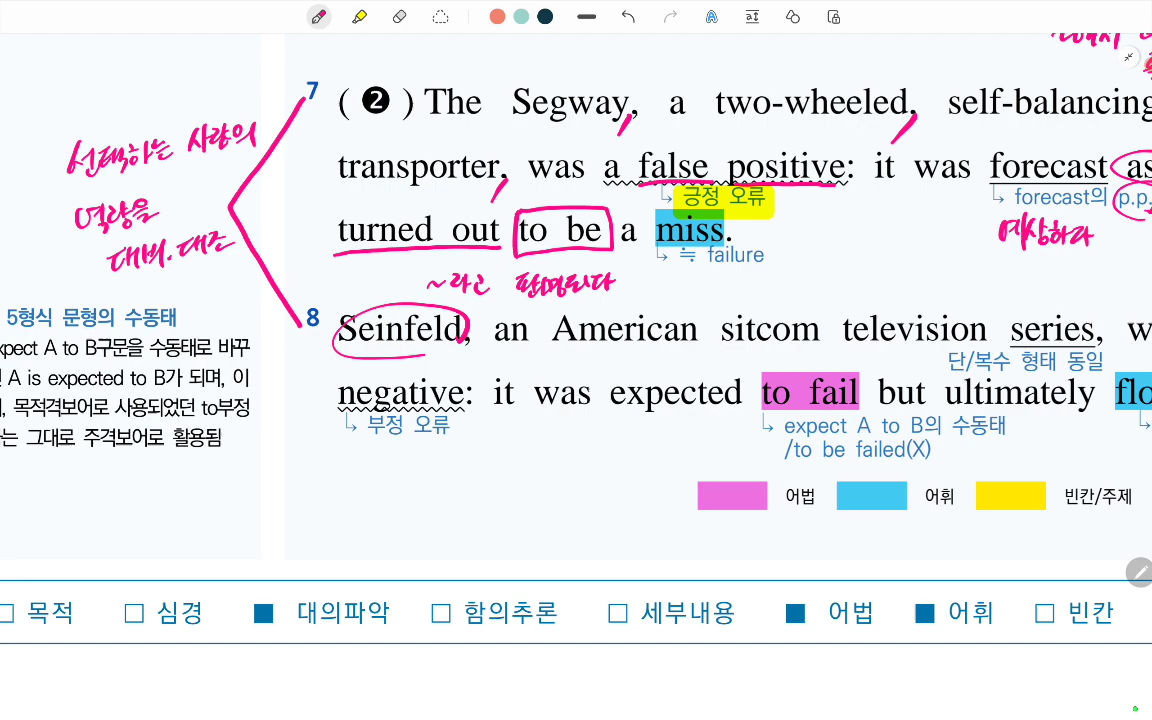 7 ( ❷ ) The Segway, a two-wheeled, self-balancing
선택하는 사람의
transporter, was a false positive: it was forecast as
↳ 긍정 오류 ↳ forecast의 p.p.
역량을
turned out to be a miss. 예상하다
대비.대조
↳ ≒ failure
~라고 판명되다
8 Seinfeld, an American sitcom television series, w
5형식 문형의 수동태
단/복수 형태 동일
xpect A to B구문을 수동태로 바꾸
A is expected to B가 되며, 이
negative: it was expected to fail but ultimately flo
, 목적격보어로 사용되었던 to부정
↳ 부정 오류 ↳ expect A to B의 수동태 ↳
는 그대로 주격보어로 활용됨
/to be failed(X)
어법 어휘 빈칸/주제
□ 목적 □ 심경 ■ 대의파악 □ 함의추론 □ 세부내용 ■ 어법 ■ 어휘 □ 빈칸